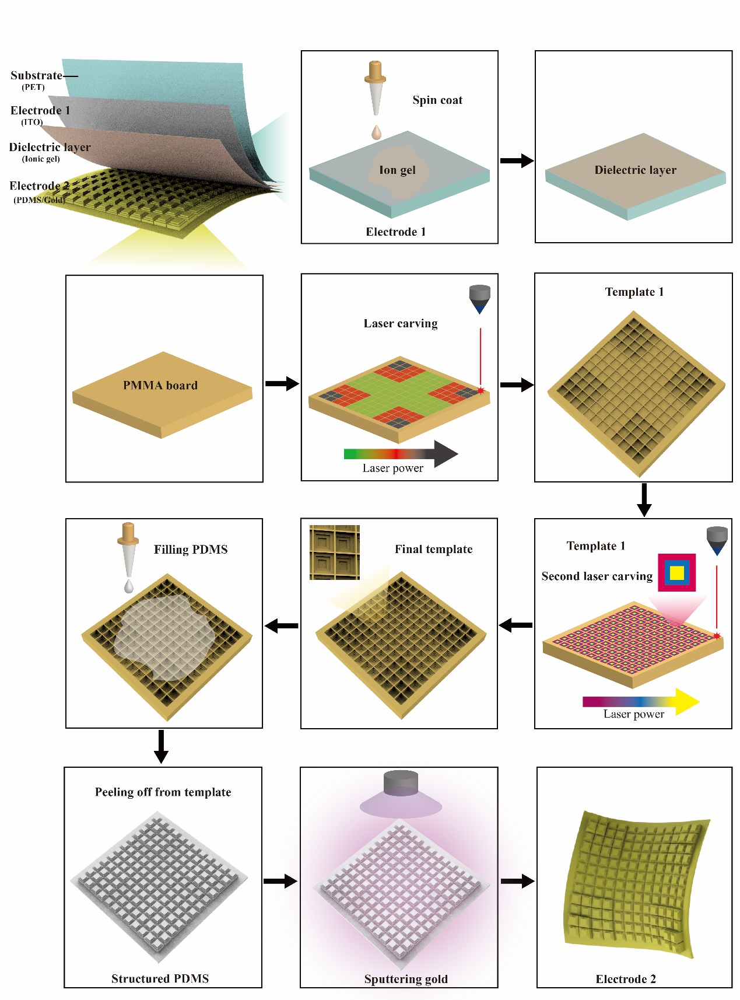 Substrate
(PET)
Electrode 1
(ITO)
Dielectric layer
(Ionic gel)
Electrode 2
(PDMS/Gold)
Spin coat
Ion gel
Electrode 1
Dielectric layer
PMMA board
Laser carving
Laser power
Template 1
Template 1
Second laser carving
Laser power
Final template
Filling PDMS
Peeling off from template
Structured PDMS
Sputtering gold
Electrode 2